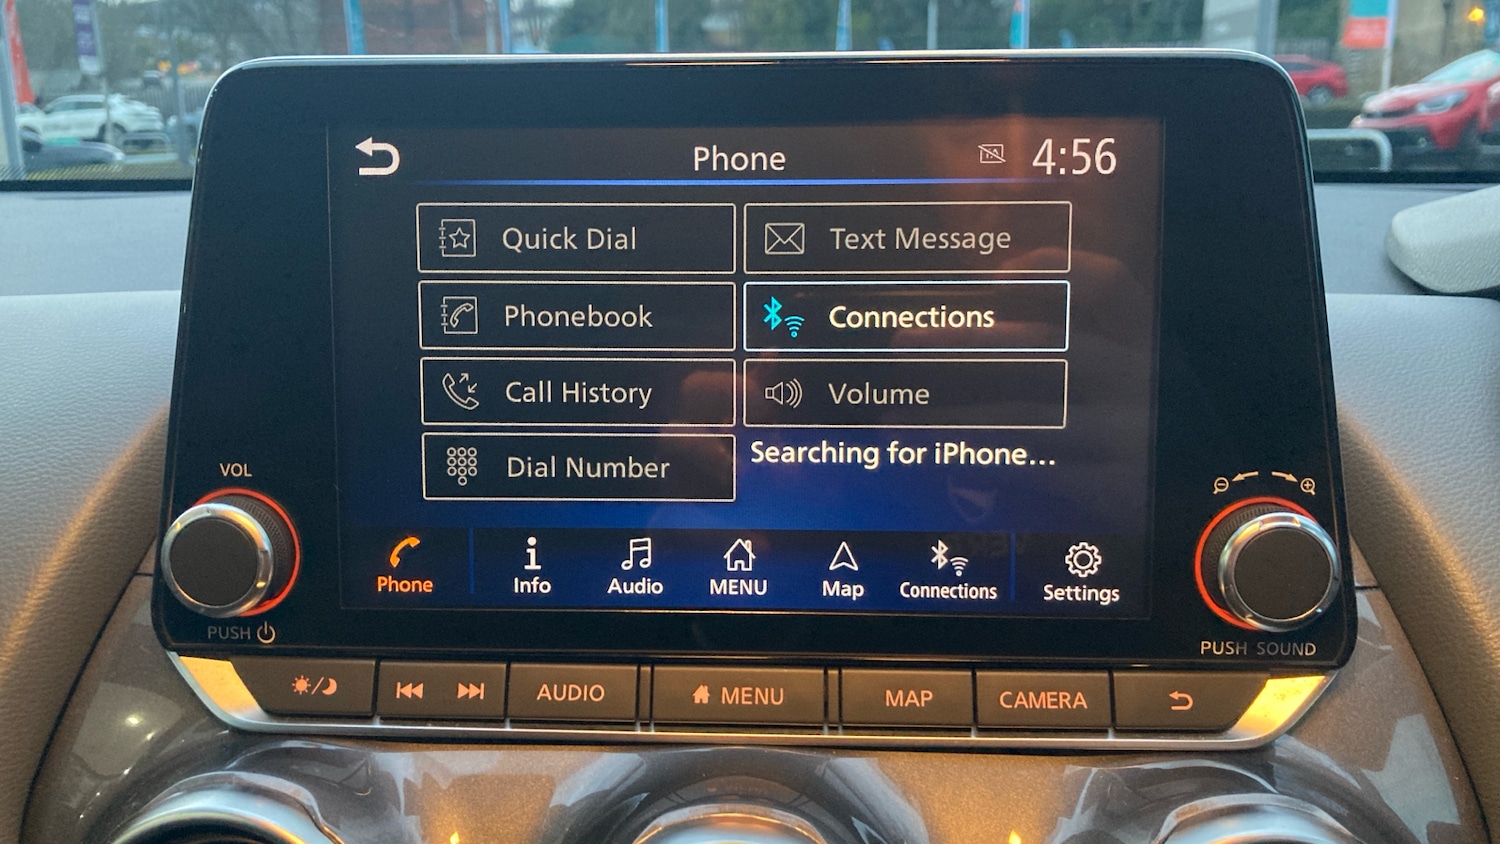 Phone
4:56
Quick Dial
Text Message
Phonebook
Connections
Call History
Volume
Dial Number
Searching for iPhone...
Phone
Info
Audio
MENU
Map
Connections
Settings
VOL
PUSH
PUSH SOUND
AUDIO
MENU
MAP
CAMERA